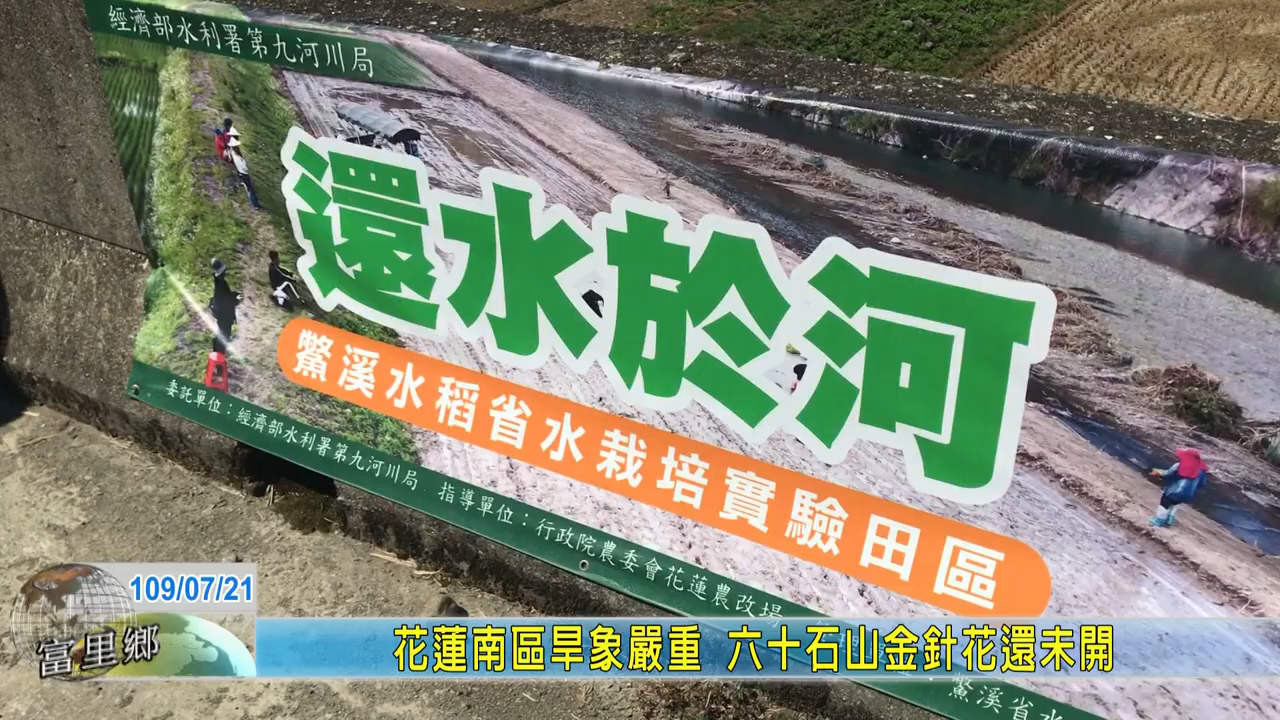 經濟部水利署第九河川局
還水於河
鱉溪水稻省水栽培實驗田區
委託單位：經濟部水利署第九河川局 指導單位：行政院農委會花蓮農改場
鱉溪省水
109/07/21
富里鄉
花蓮南區旱象嚴重 六十石山金針花還未開